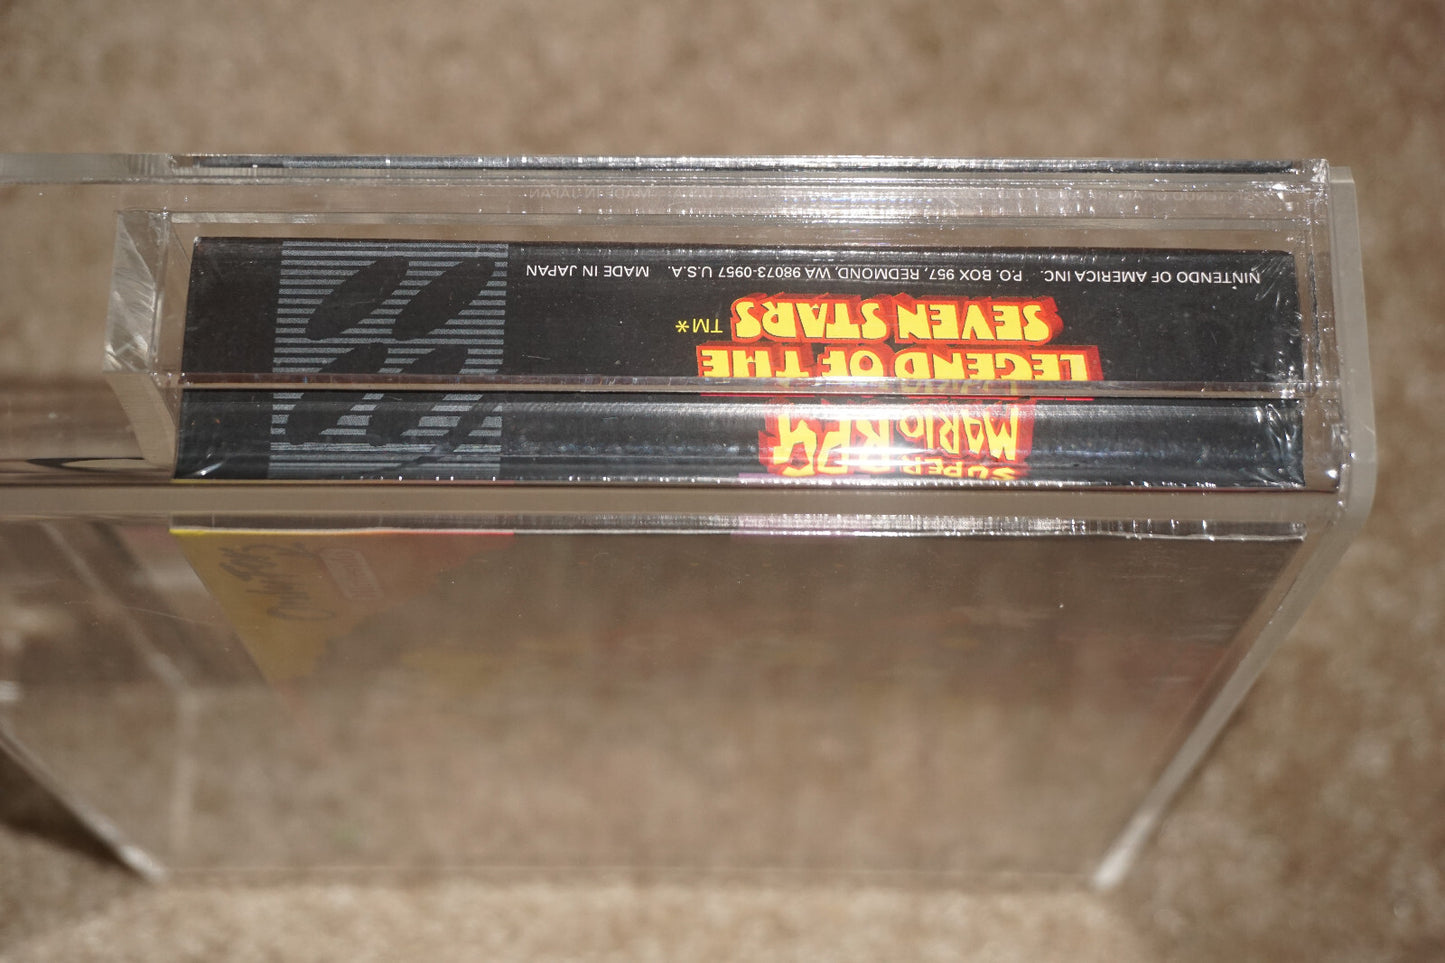 SUPER
MARIO
RPG
LEGEND OF THE
SEVEN STARS
TM*
NINTENDO OF AMERICA INC. P.O. BOX 957, REDMOND, WA 98073-0957 U.S.A. MADE IN JAPAN